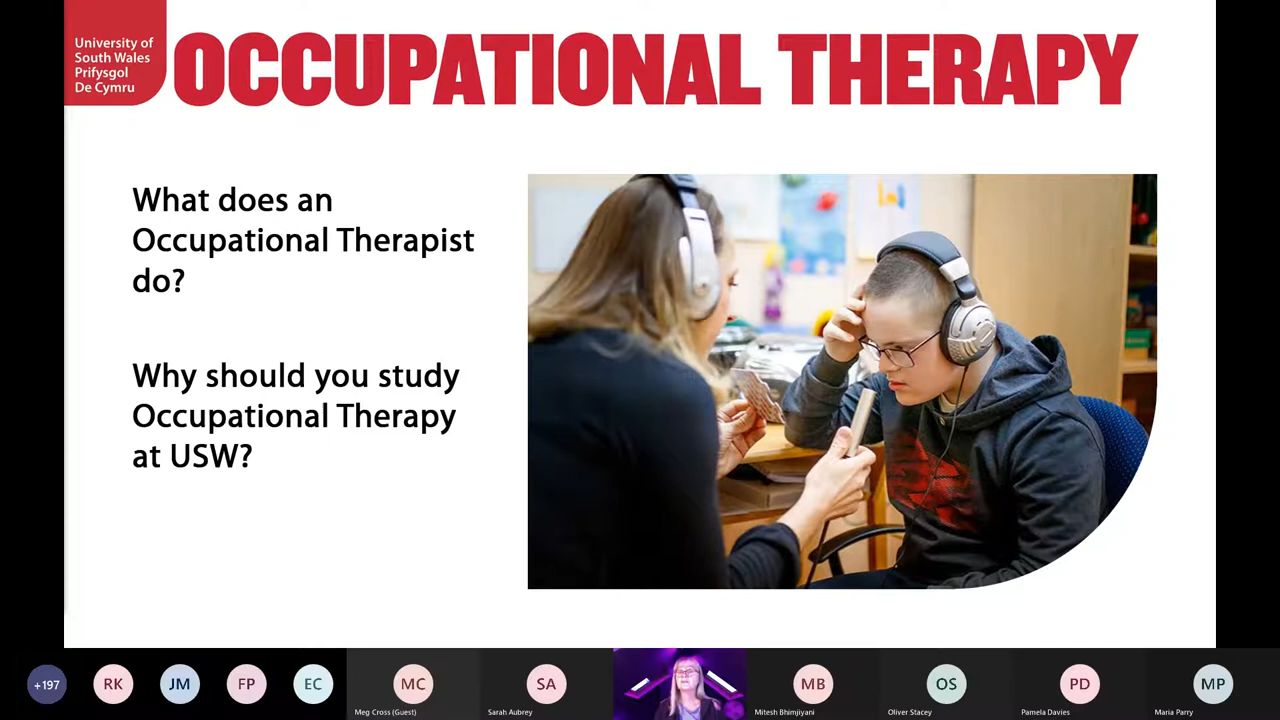 University of
South Wales
Prifysgol
De Cymru
OCCUPATIONAL THERAPY
What does an
Occupational Therapist
do?
Why should you study
Occupational Therapy
at USW?
+197
RK
JM
FP
EC
MC
Meg Cross (Guest)
SA
Sarah Aubrey
MB
Mitesh Bhimjiyani
OS
Oliver Stacey
PD
Pamela Davies
MP
Maria Parry